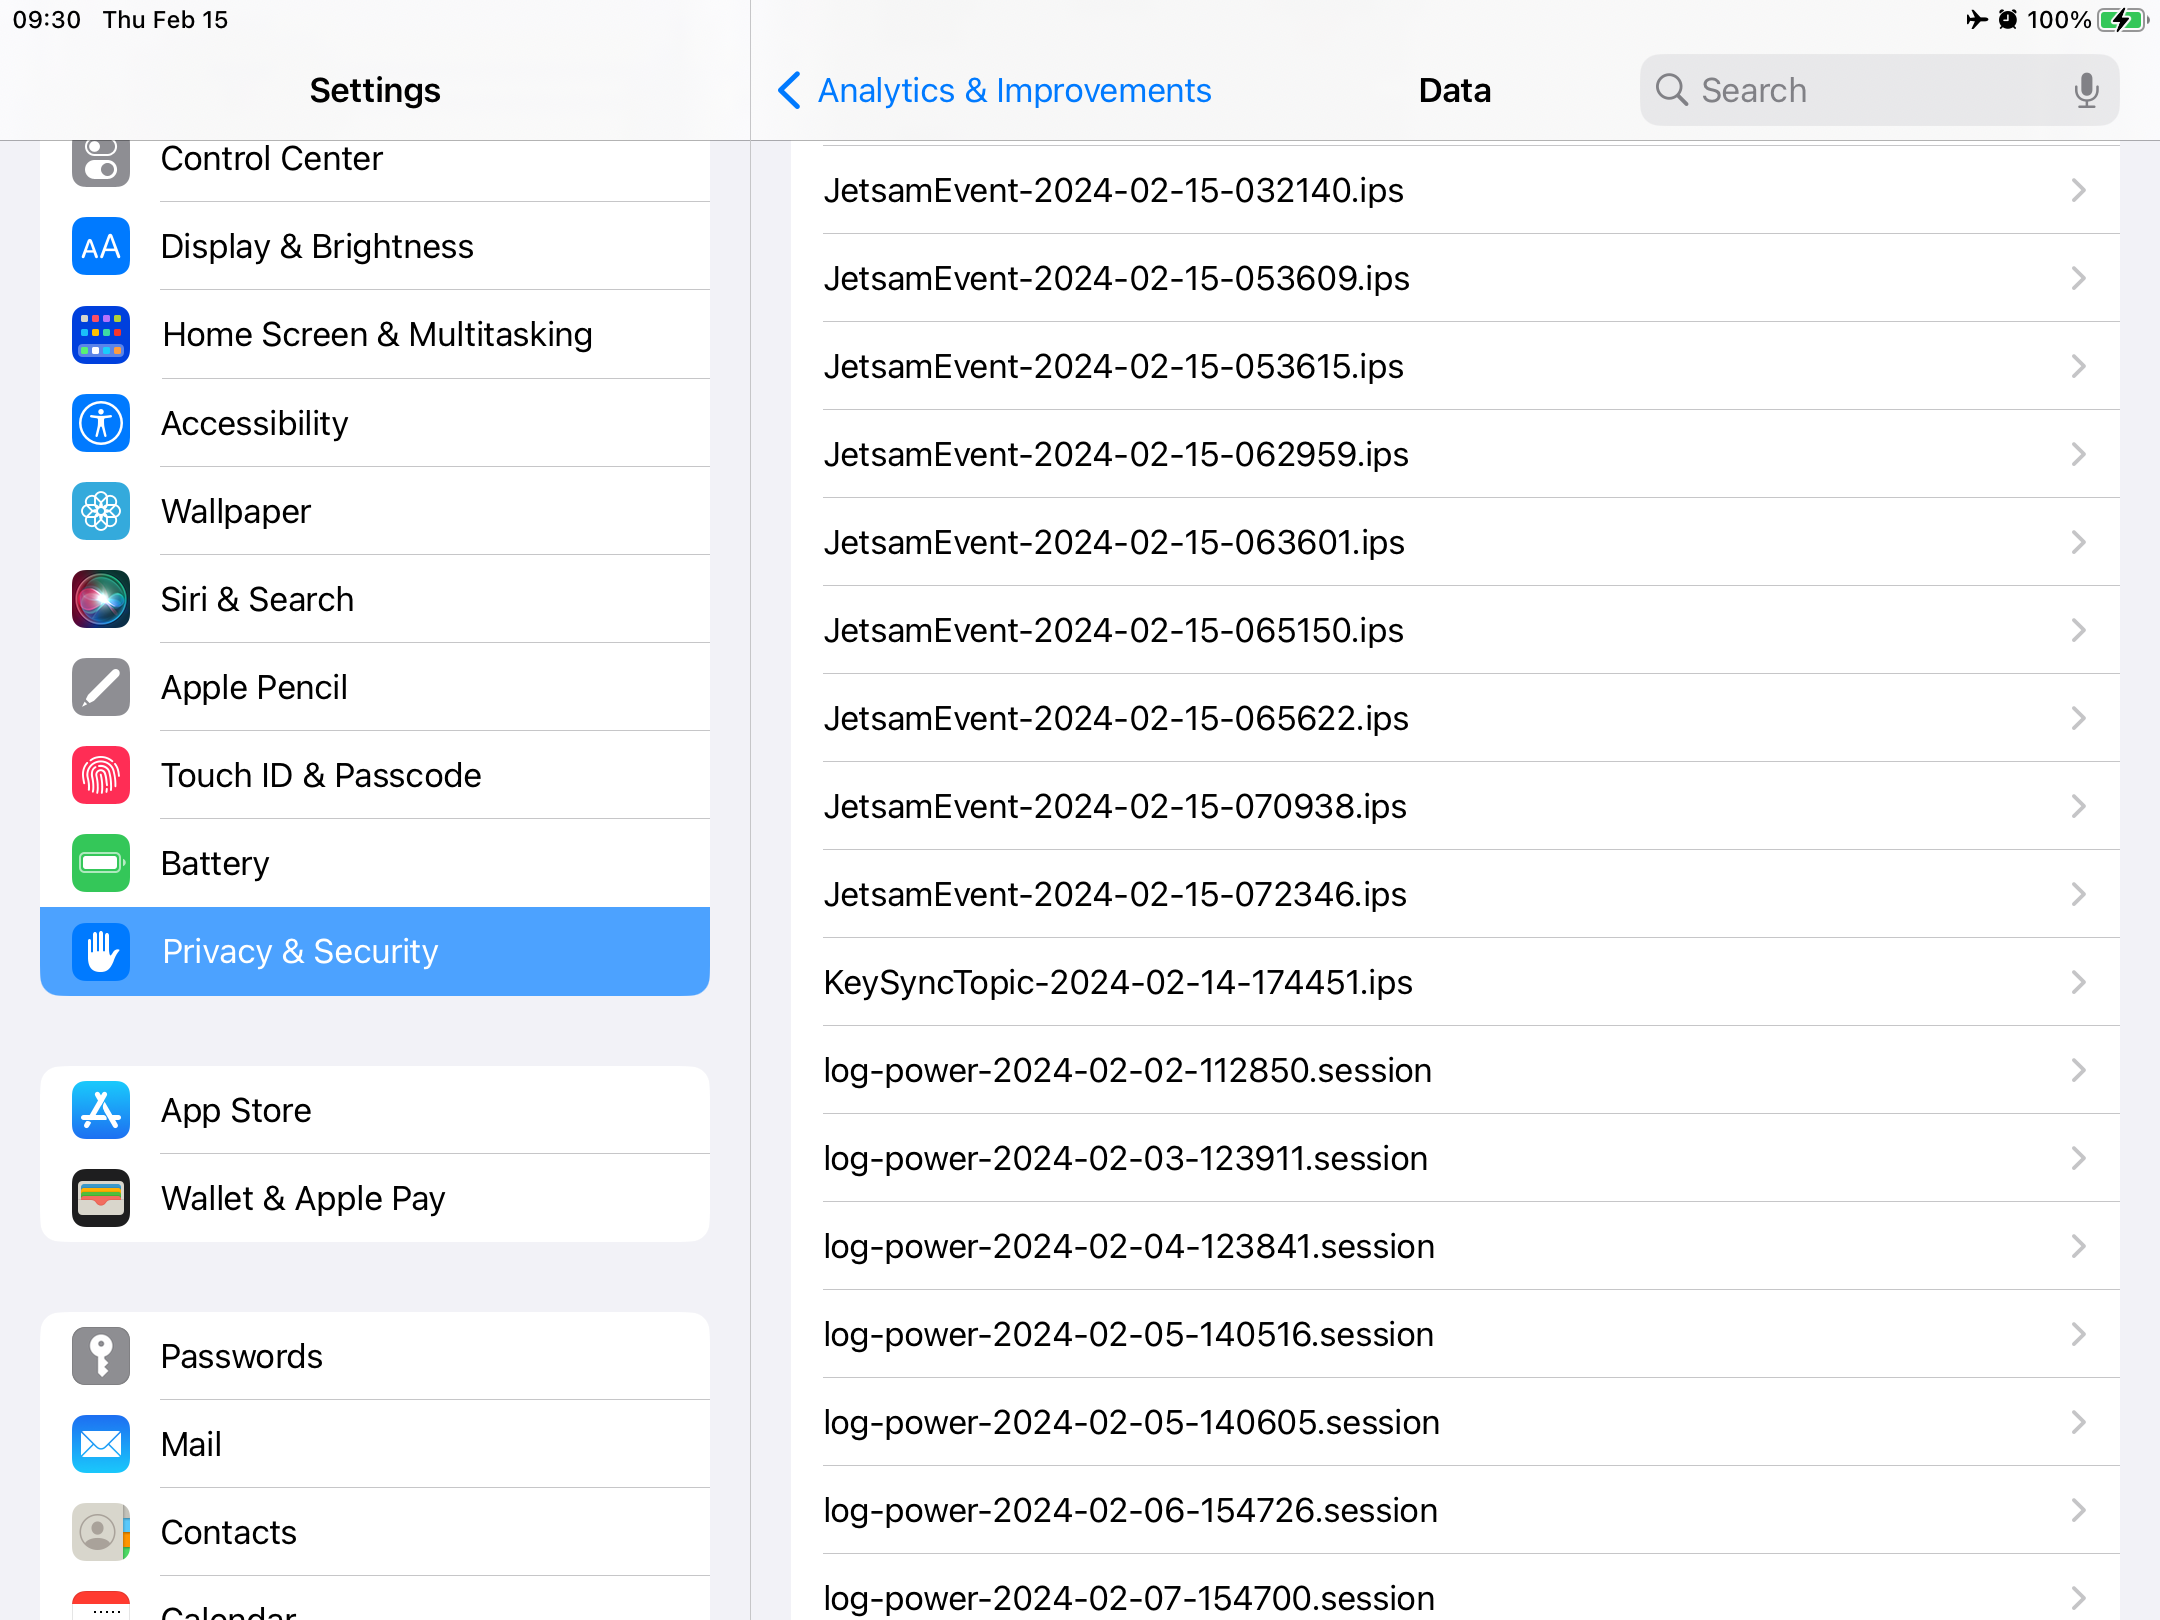 09:30 Thu Feb 15
100%
Settings
Control Center
Display & Brightness
Home Screen & Multitasking
Accessibility
Wallpaper
Siri & Search
Apple Pencil
Touch ID & Passcode
Battery
Privacy & Security
App Store
Wallet & Apple Pay
Passwords
Mail
Contacts
Calendar
Analytics & Improvements
Data
Search
JetsamEvent-2024-02-15-032140.ips
JetsamEvent-2024-02-15-053609.ips
JetsamEvent-2024-02-15-053615.ips
JetsamEvent-2024-02-15-062959.ips
JetsamEvent-2024-02-15-063601.ips
JetsamEvent-2024-02-15-065150.ips
JetsamEvent-2024-02-15-065622.ips
JetsamEvent-2024-02-15-070938.ips
JetsamEvent-2024-02-15-072346.ips
KeySyncTopic-2024-02-14-174451.ips
log-power-2024-02-02-112850.session
log-power-2024-02-03-123911.session
log-power-2024-02-04-123841.session
log-power-2024-02-05-140516.session
log-power-2024-02-05-140605.session
log-power-2024-02-06-154726.session
log-power-2024-02-07-154700.session